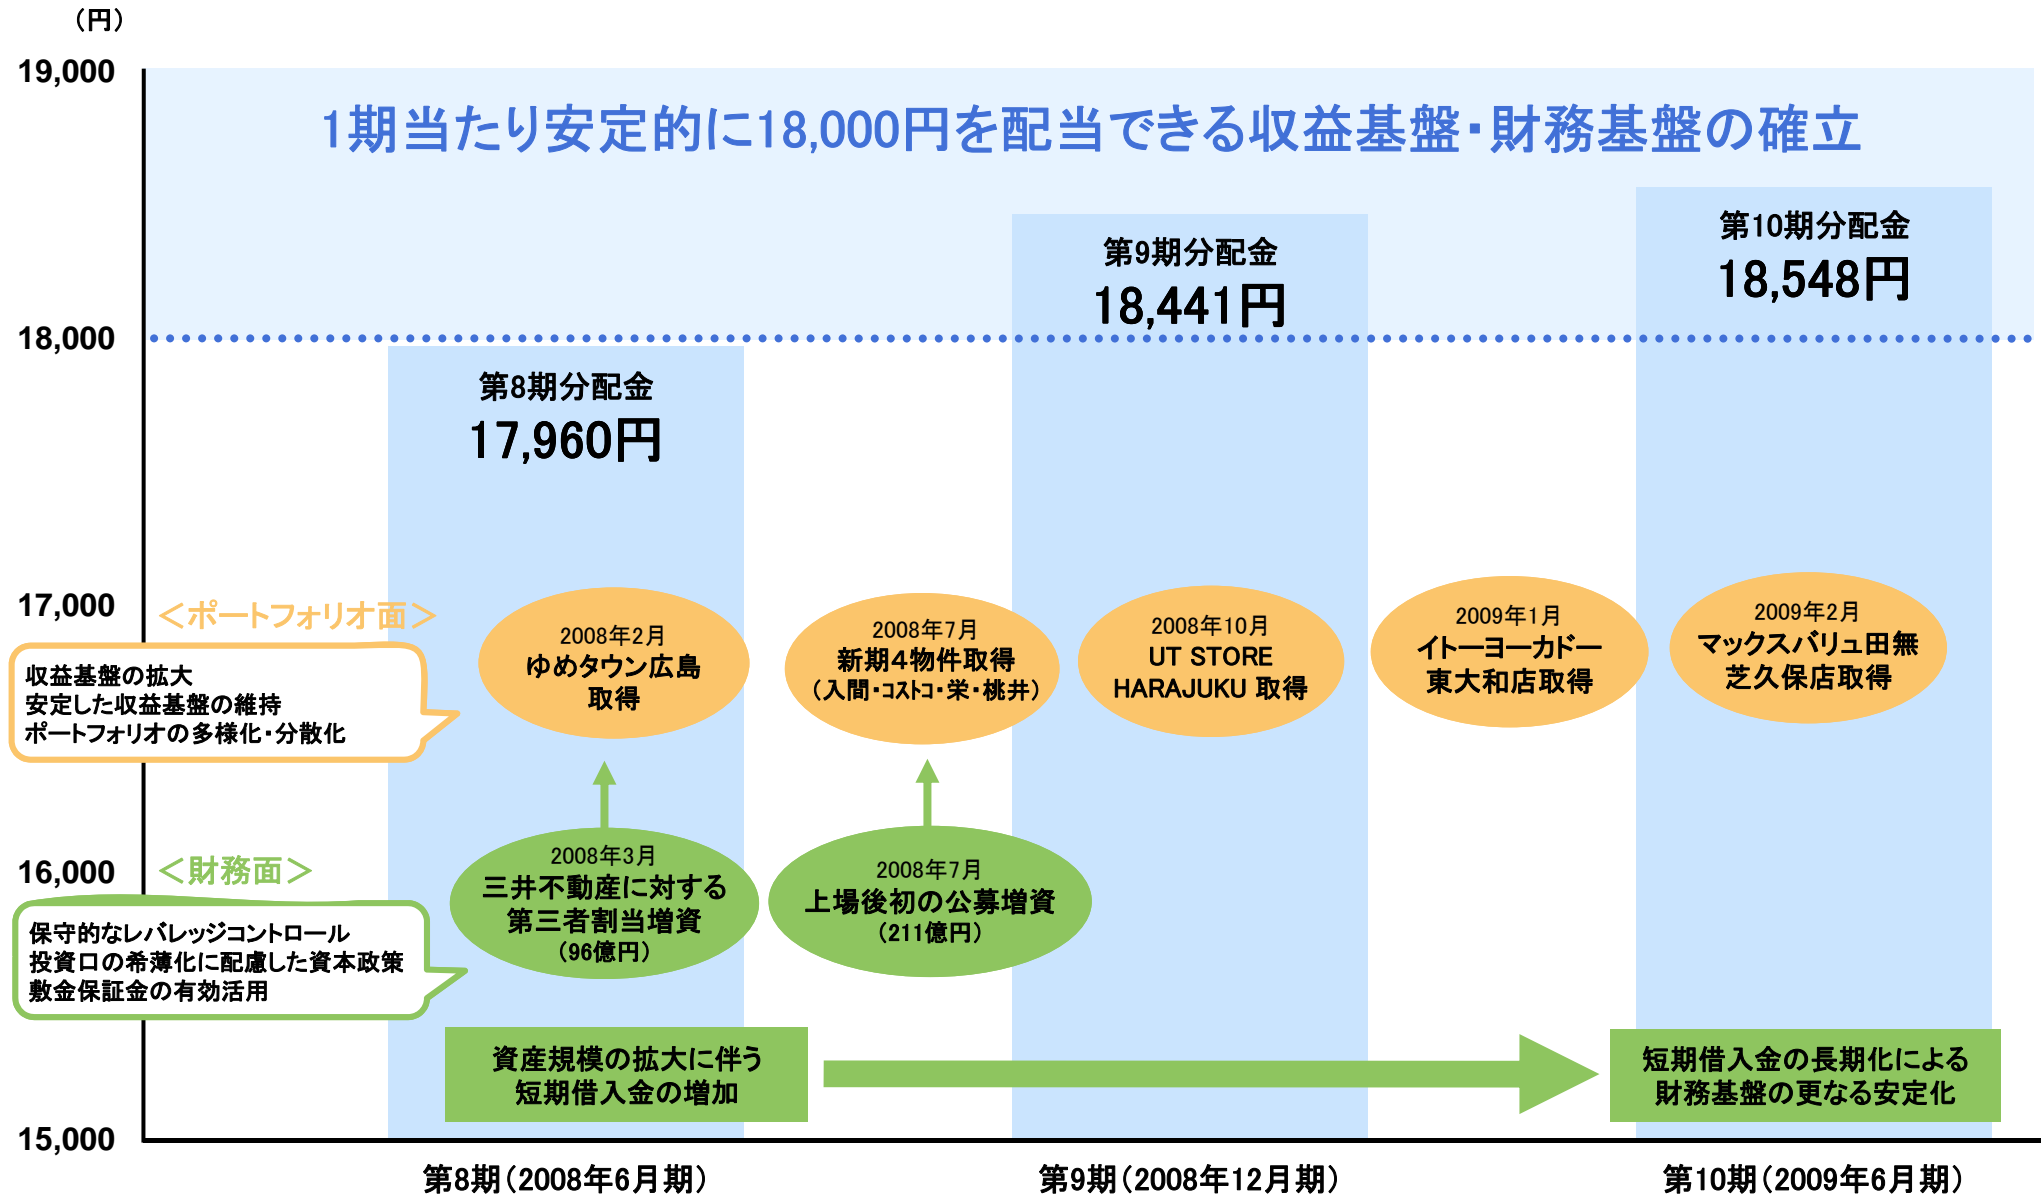 （円）
19,000
1期当たり安定的に18,000円を配当できる収益基盤・財務基盤の確立
第10期分配金
18,548円
第9期分配金
18,441円
18,000
第8期分配金
17,960円
17,000
＜ポートフォリオ面＞
収益基盤の拡大
安定した収益基盤の維持
ポートフォリオの多様化・分散化
2008年2月
ゆめタウン広島
取得
2008年7月
新期４物件取得
（入間・コストコ・栄・桃井）
2008年10月
UT STORE
HARAJUKU 取得
2009年1月
イトーヨーカドー
東大和店取得
2009年2月
マックスバリュ田無
芝久保店取得
16,000
＜財務面＞
保守的なレバレッジコントロール
投資口の希薄化に配慮した資本政策
敷金保証金の有効活用
2008年3月
三井不動産に対する
第三者割当増資
（96億円）
2008年7月
上場後初の公募増資
（211億円）
資産規模の拡大に伴う
短期借入金の増加
短期借入金の長期化による
財務基盤の更なる安定化
15,000
第8期（2008年6月期）
第9期（2008年12月期）
第10期（2009年6月期）